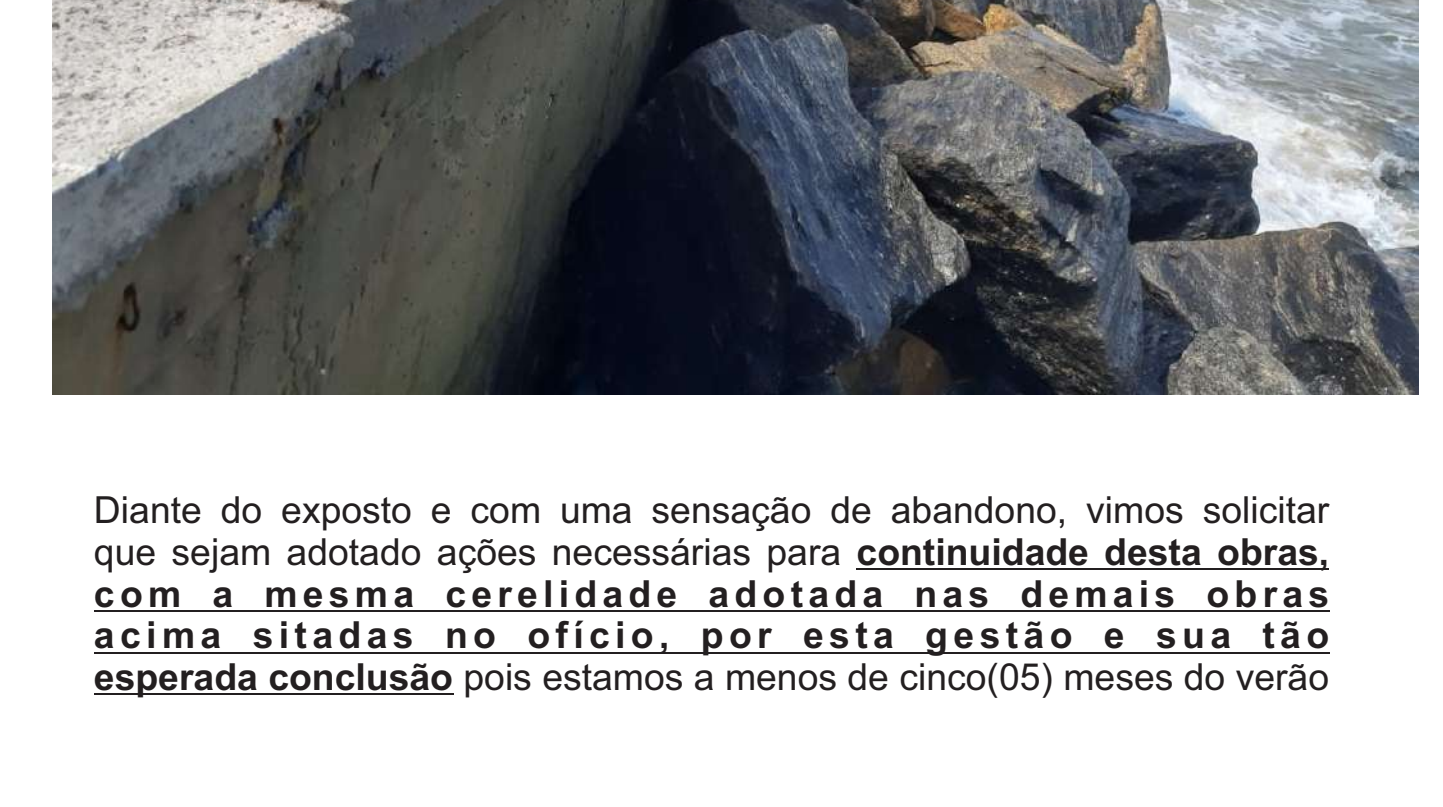 Diante do exposto e com uma sensação de abandono, vimos solicitar
que sejam adotado ações necessárias para continuidade desta obras,
com a mesma cerelidade adotada nas demais obras
acima sitadas no ofício, por esta gestão e sua tão
esperada conclusão pois estamos a menos de cinco(05) meses do verão